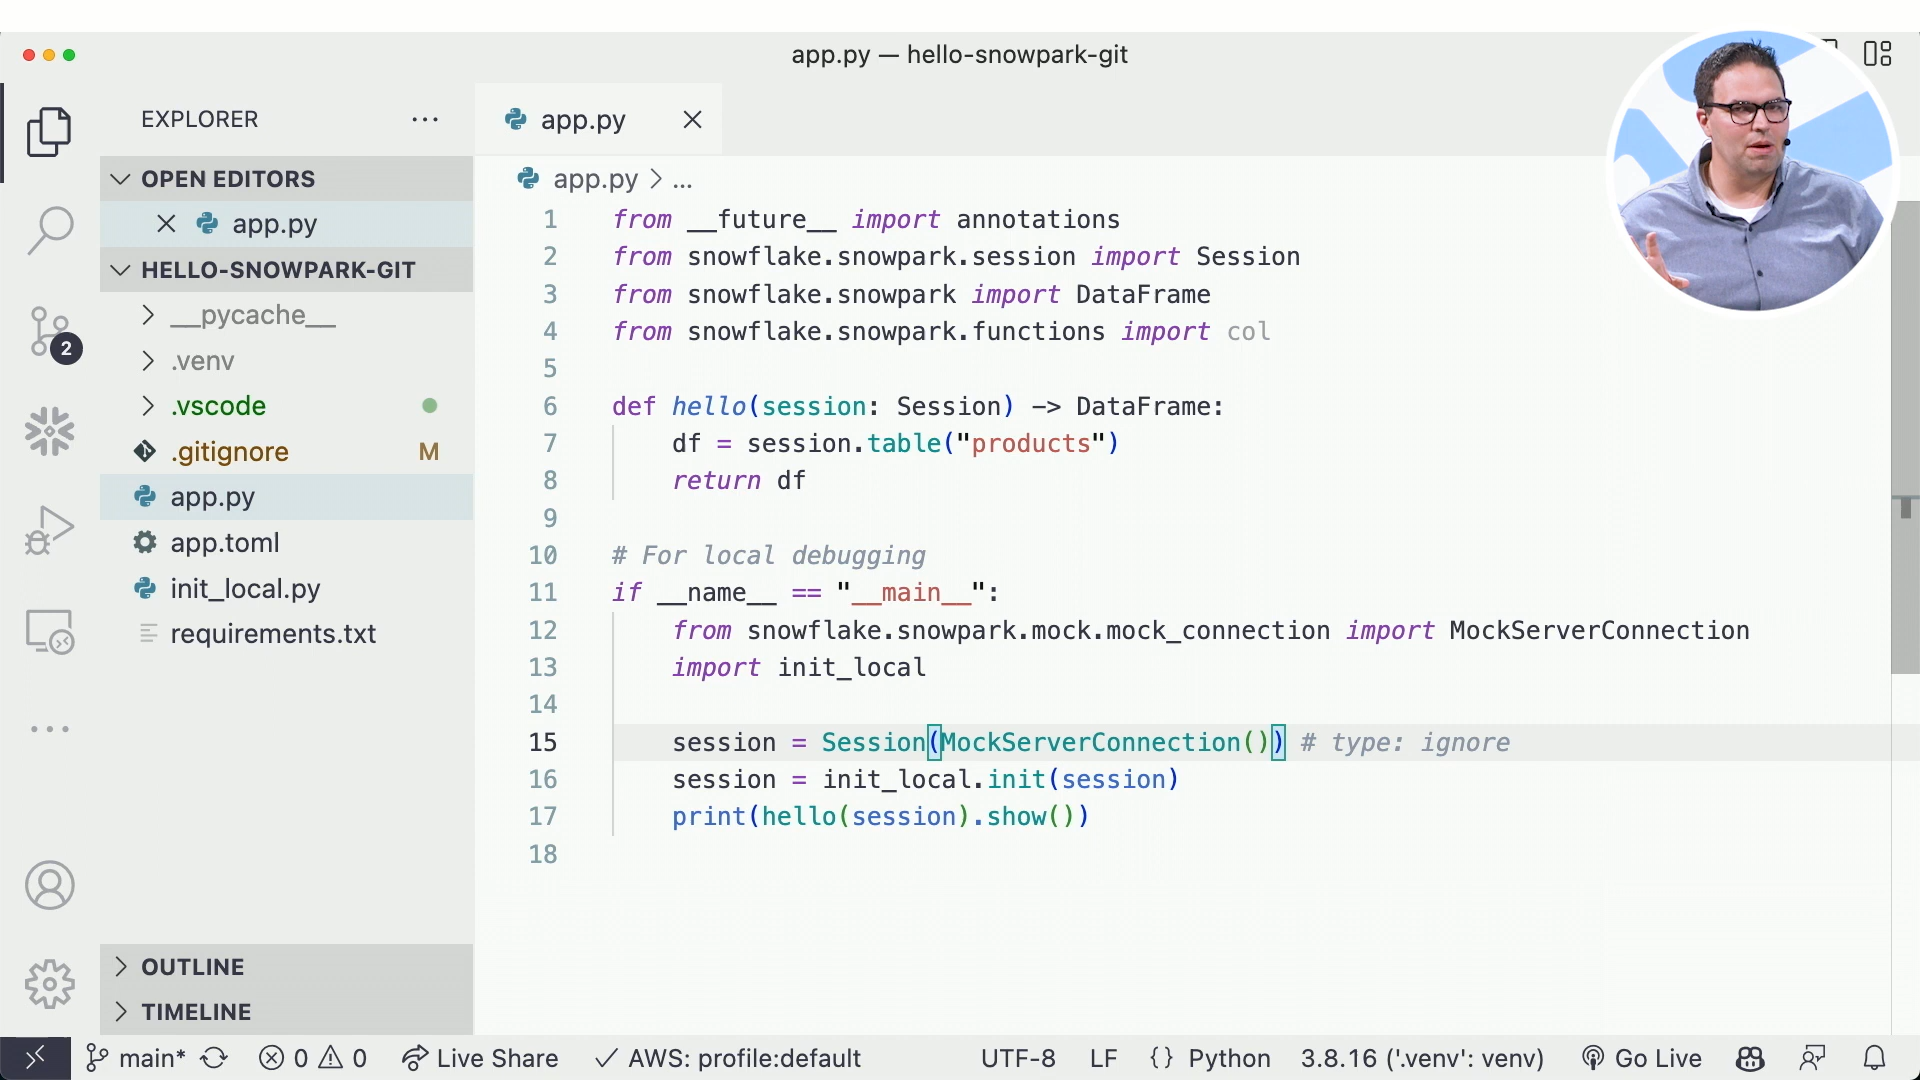 app.py — hello-snowpark-git
EXPLORER
app.py
OPEN EDITORS
app.py
HELLO-SNOWPARK-GIT
__pycache__
.venv
.vscode
.gitignore M
app.py
app.toml
init_local.py
requirements.txt
OUTLINE
TIMELINE
2
app.py > ...
1 from __future__ import annotations
2 from snowflake.snowpark.session import Session
3 from snowflake.snowpark import DataFrame
4 from snowflake.snowpark.functions import col
5
6 def hello(session: Session) -> DataFrame:
7     df = session.table("products")
8     return df
9
10 # For local debugging
11 if __name__ == "__main__":
12     from snowflake.snowpark.mock.mock_connection import MockServerConnection
13     import init_local
14
15     session = Session(MockServerConnection()) # type: ignore
16     session = init_local.init(session)
17     print(hello(session).show())
18
main* 0 0 Live Share AWS: profile:default UTF-8 LF {} Python 3.8.16 ('.venv': venv) Go Live